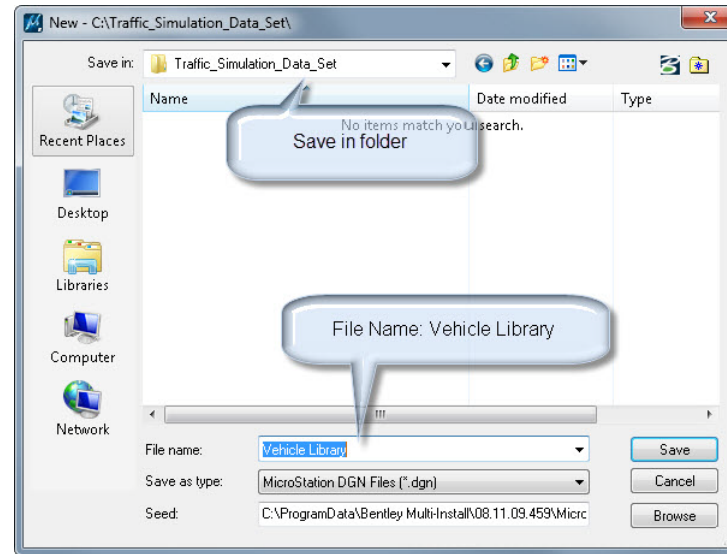 New - C:\Traffic_Simulation_Data_Set\
Save in:
Traffic_Simulation_Data_Set
Name
Date modified
Type
No items match your search.
Save in folder
Recent Places
Desktop
Libraries
Computer
Network
File Name: Vehicle Library
File name:
Vehicle Library
Save
Save as type:
MicroStation DGN Files (*.dgn)
Cancel
Seed:
C:\ProgramData\Bentley Multi-Install\08.11.09.459\Micro
Browse